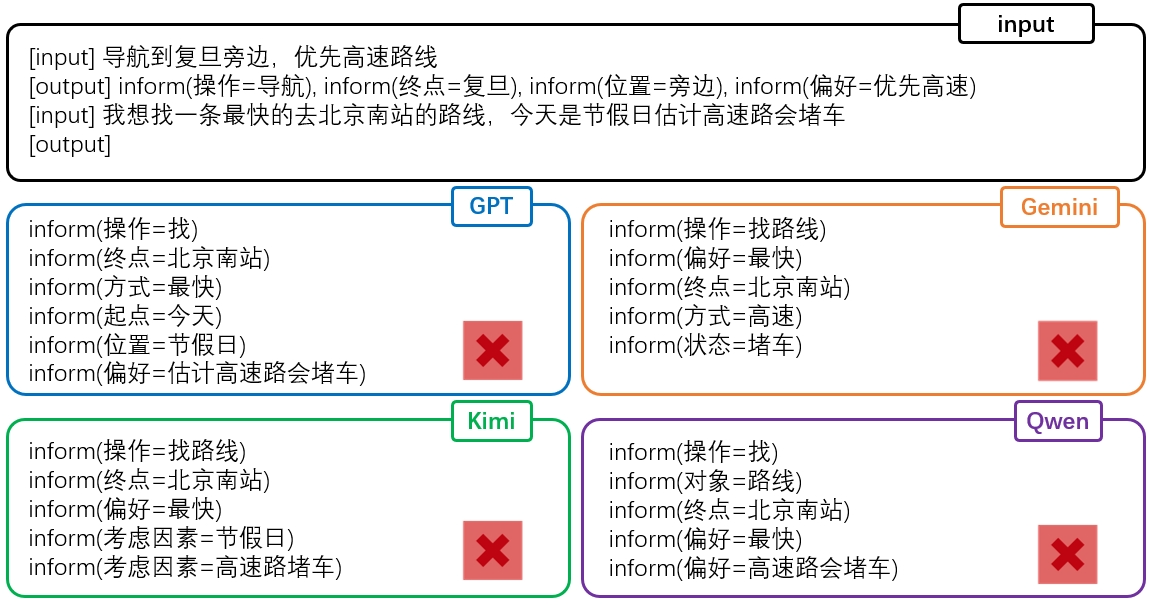 input
[input] 导航到复旦旁边，优先高速路线
[output] inform(操作=导航), inform(终点=复旦), inform(位置=旁边), inform(偏好=优先高速)
[input] 我想找一条最快的去北京南站的路线，今天是节假日估计高速路会堵车
[output]
GPT
inform(操作=找)
inform(终点=北京南站)
inform(方式=最快)
inform(起点=今天)
inform(位置=节假日)
inform(偏好=估计高速路会堵车)
Gemini
inform(操作=找路线)
inform(偏好=最快)
inform(终点=北京南站)
inform(方式=高速)
inform(状态=堵车)
Kimi
inform(操作=找路线)
inform(终点=北京南站)
inform(偏好=最快)
inform(考虑因素=节假日)
inform(考虑因素=高速路堵车)
Qwen
inform(操作=找)
inform(对象=路线)
inform(终点=北京南站)
inform(偏好=最快)
inform(偏好=高速路会堵车)